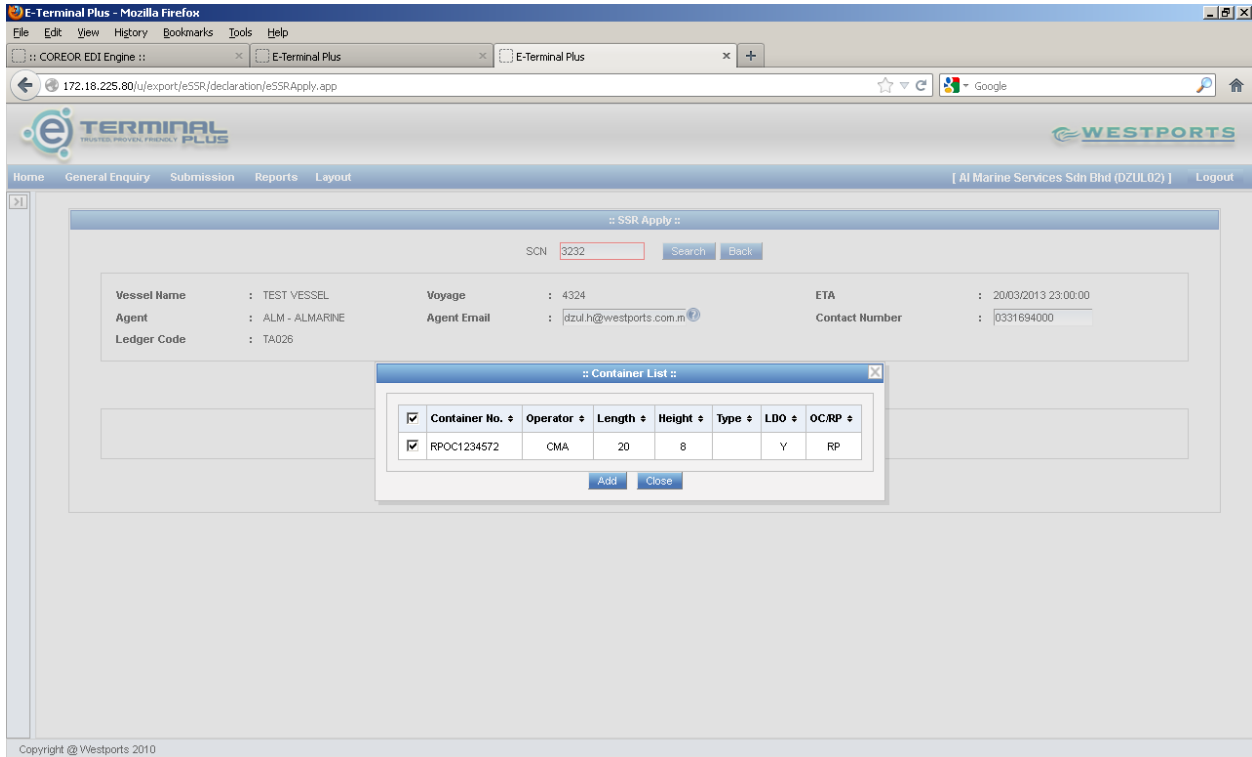 E-Terminal Plus - Mozilla Firefox
File Edit View History Bookmarks Tools Help
:: COREOR EDI Engine :: E-Terminal Plus E-Terminal Plus
172.18.225.80/u/export/eSSR/declaration/eSSRApply.app Google
e TERMINAL PLUS
TRUSTED. PROVEN. FRIENDLY
WESTPORTS
Home General Enquiry Submission Reports Layout [ Al Marine Services Sdn Bhd (DZUL02) ] Logout
:: SSR Apply ::
SCN 3232 Search Back
Vessel Name : TEST VESSEL Voyage : 4324 ETA : 20/03/2013 23:00:00
Agent : ALM - ALMARINE Agent Email : dzul.h@westports.com.m Contact Number : 0331694000
Ledger Code : TA026
:: Container List ::
Container No. Operator Length Height Type LDO OC/RP
RPOC1234572 CMA 20 8 Y RP
Add Close
Copyright @ Westports 2010